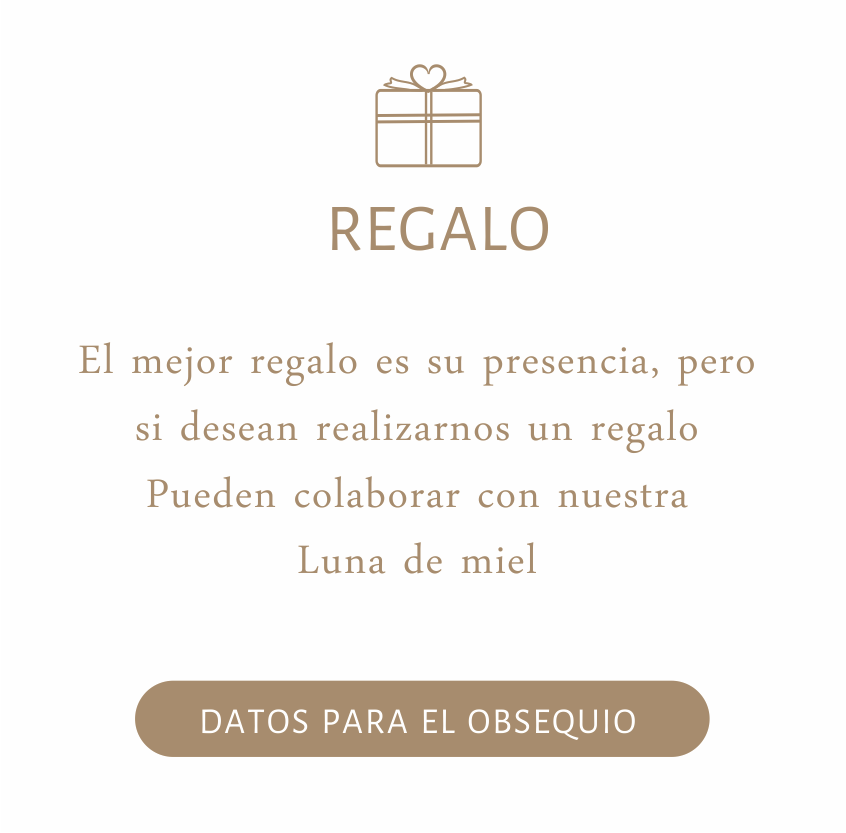 REGALO
El mejor regalo es su presencia, pero
si desean realizarnos un regalo
Pueden colaborar con nuestra
Luna de miel
DATOS PARA EL OBSEQUIO